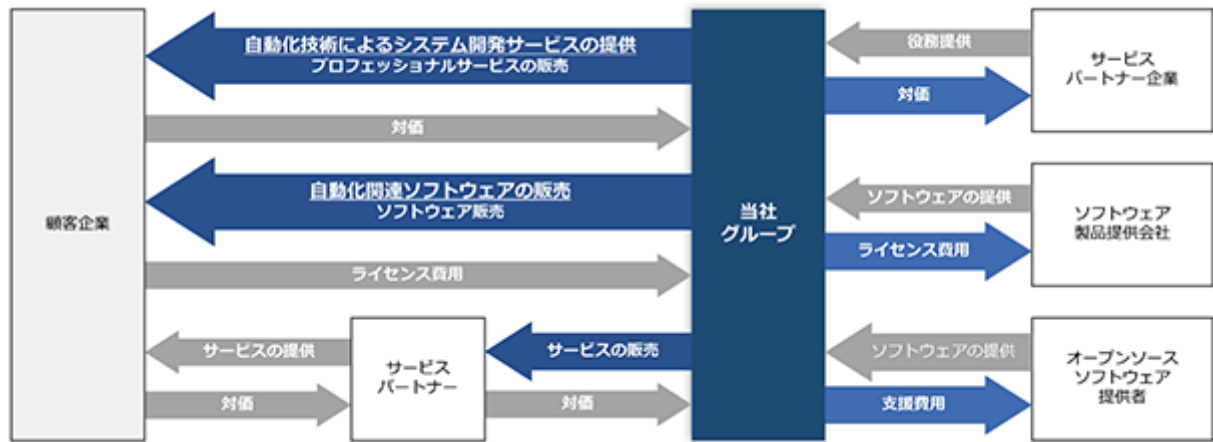 自動化技術によるシステム開発サービスの提供
プロフェッショナルサービスの販売
対価
自動化関連ソフトウェアの販売
ソフトウェア販売
ライセンス費用
顧客企業
サービスの提供
対価
サービス
パートナー
サービスの販売
対価
当社
グループ
役務提供
対価
サービス
パートナー企業
ソフトウェアの提供
ライセンス費用
ソフトウェア
製品提供会社
ソフトウェアの提供
支援費用
オープンソース
ソフトウェア
提供者